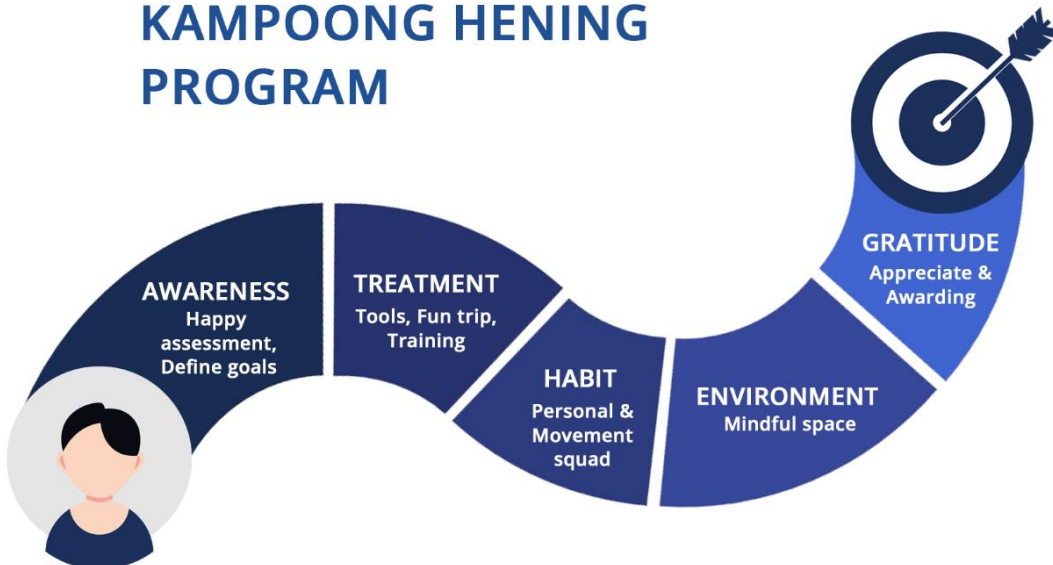 KAMPOONG HENING
PROGRAM
AWARENESS
Happy
assessment,
Define goals
TREATMENT
Tools, Fun trip,
Training
HABIT
Personal &
Movement
squad
ENVIRONMENT
Mindful space
GRATITUDE
Appreciate &
Awarding